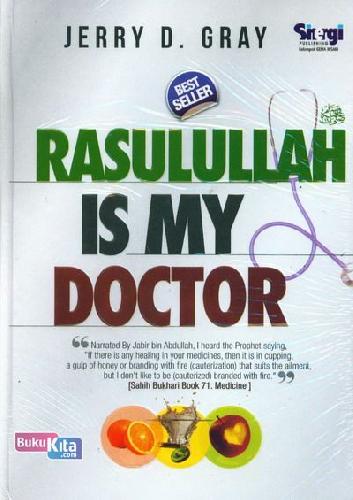 JERRY D. GRAY
Sinergi
PUBLISHING
kelompok GEMA INSANI
BEST
SELLER
RASULULLAH
IS MY
DOCTOR
"Narrated By Jabir bin Abdullah, I heard the Prophet saying,
"If there is any healing in your medicines, then it is in cupping,
a gulp of honey or branding with fire (cauterization) that suits the ailment,
but I don't like to be (cauterized) branded with fire.""
[Sahih Bukhari Book 71. Medicine]
BukuKita
.com